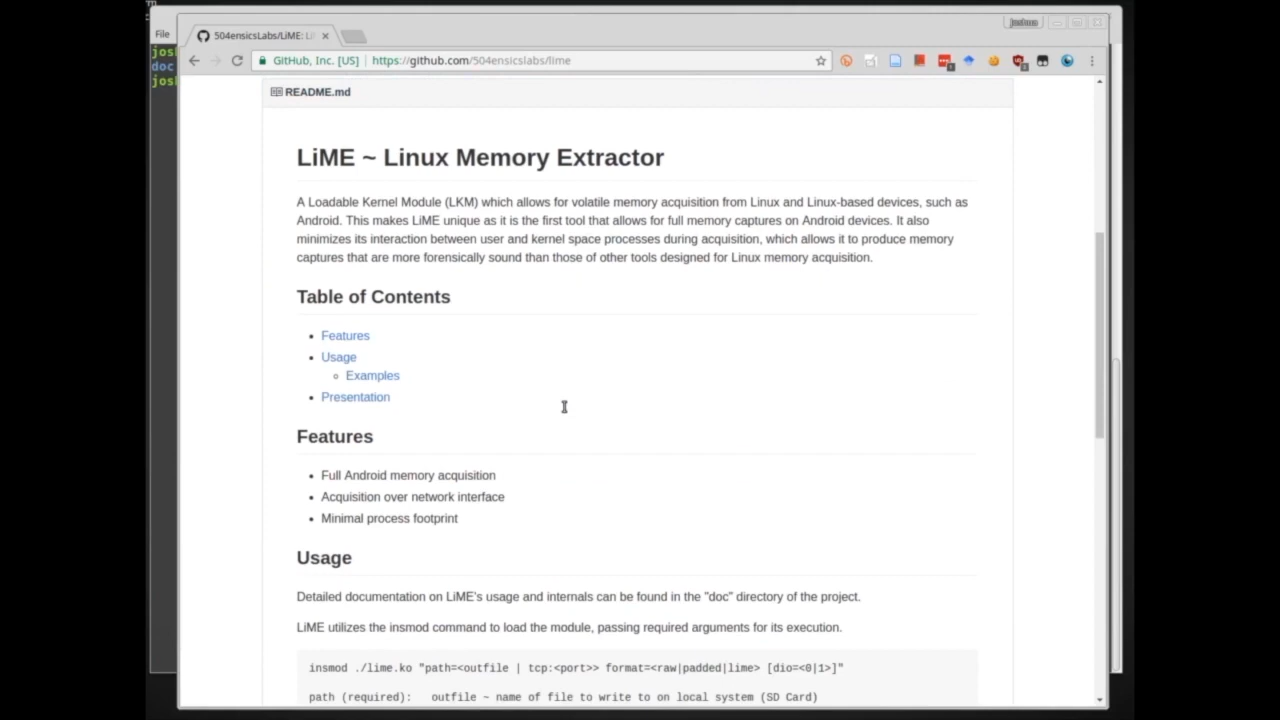 File
504ensicsLabs/LiME: Li
GitHub, Inc. [US] https://github.com/504ensicslabs/lime
jos
doc
jos
README.md
LiME ~ Linux Memory Extractor
A Loadable Kernel Module (LKM) which allows for volatile memory acquisition from Linux and Linux-based devices, such as
Android. This makes LiME unique as it is the first tool that allows for full memory captures on Android devices. It also
minimizes its interaction between user and kernel space processes during acquisition, which allows it to produce memory
captures that are more forensically sound than those of other tools designed for Linux memory acquisition.
Table of Contents
Features
Usage
Examples
Presentation
Features
Full Android memory acquisition
Acquisition over network interface
Minimal process footprint
Usage
Detailed documentation on LiME's usage and internals can be found in the "doc" directory of the project.
LiME utilizes the insmod command to load the module, passing required arguments for its execution.
insmod ./lime.ko "path=<outfile | tcp:<port>> format=<raw|padded|lime> [dio=<0|1>]"
path (required): outfile ~ name of file to write to on local system (SD Card)